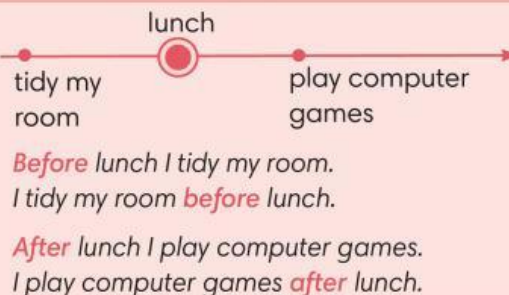 lunch
tidy my
room
play computer
games
Before lunch I tidy my room.
I tidy my room before lunch.
After lunch I play computer games.
I play computer games after lunch.